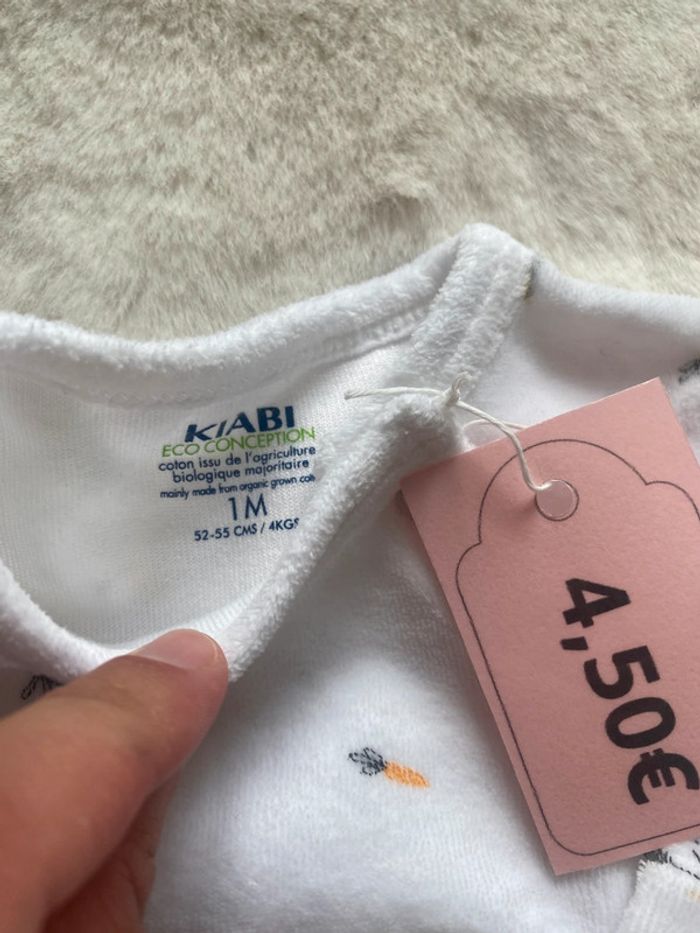 KIABI
ECO CONCEPTION
coton issu de l'agriculture
biologique majoritaire
mainly made from organic grown
1M
52-55 CMS / 4KGS
4,50€